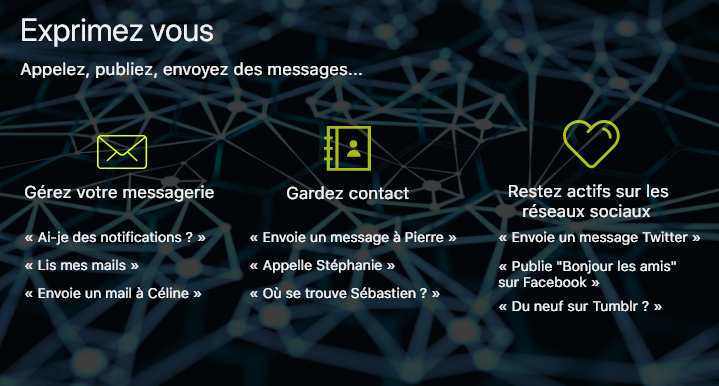 Exprimez vous
Appelez, publiez, envoyez des messages...
Gérez votre messagerie
« Ai-je des notifications ? »
« Lis mes mails »
« Envoie un mail à Céline »
Gardez contact
« Envoie un message à Pierre »
« Appelle Stéphanie »
« Où se trouve Sébastien ? »
Restez actifs sur les
réseaux sociaux
« Envoie un message Twitter »
« Publie "Bonjour les amis"
sur Facebook »
« Du neuf sur Tumblr ? »